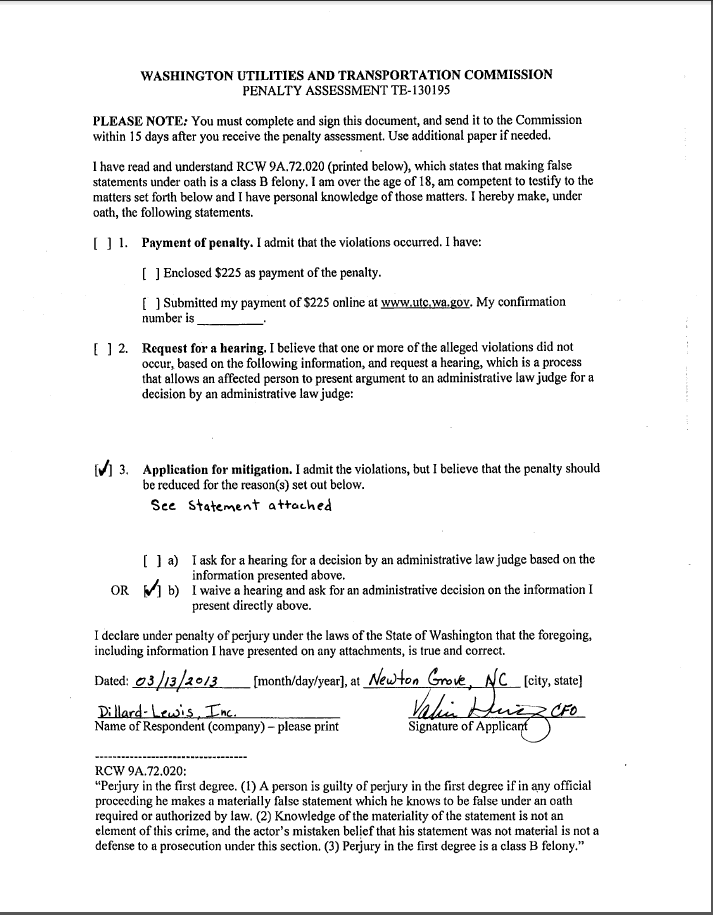 WASHINGTON UTILITIES AND TRANSPORTATION COMMISSION
PENALTY ASSESSMENT TE-130195
PLEASE NOTE: You must complete and sign this document, and send it to the Commission
within 15 days after you receive the penalty assessment. Use additional paper if needed.
I have read and understand RCW 9A.72.020 (printed below), which states that making false
statements under oath is a class B felony. I am over the age of 18, am competent to testify to the
matters set forth below and I have personal knowledge of those matters. I hereby make, under
oath, the following statements.
[ ] 1. Payment of penalty. I admit that the violations occurred. I have:
[ ] Enclosed $225 as payment of the penalty.
[ ] Submitted my payment of $225 online at www.utc.wa.gov. My confirmation
number is __________.
[ ] 2. Request for a hearing. I believe that one or more of the alleged violations did not
occur, based on the following information, and request a hearing, which is a process
that allows an affected person to present argument to an administrative law judge for a
decision by an administrative law judge:
[✓] 3. Application for mitigation. I admit the violations, but I believe that the penalty should
be reduced for the reason(s) set out below.
See Statement attached
[ ] a) I ask for a hearing for a decision by an administrative law judge based on the
information presented above.
OR [✓] b) I waive a hearing and ask for an administrative decision on the information I
present directly above.
I declare under penalty of perjury under the laws of the State of Washington that the foregoing,
including information I have presented on any attachments, is true and correct.
Dated: 03/13/2013 [month/day/year], at Newton Grove, NC [city, state]
Dillard-Lewis, Inc. CFO
Name of Respondent (company) – please print Signature of Applicant
-----------------------------------
RCW 9A.72.020:
“Perjury in the first degree. (1) A person is guilty of perjury in the first degree if in any official
proceeding he makes a materially false statement which he knows to be false under an oath
required or authorized by law. (2) Knowledge of the materiality of the statement is not an
element of this crime, and the actor’s mistaken belief that his statement was not material is not a
defense to a prosecution under this section. (3) Perjury in the first degree is a class B felony.”